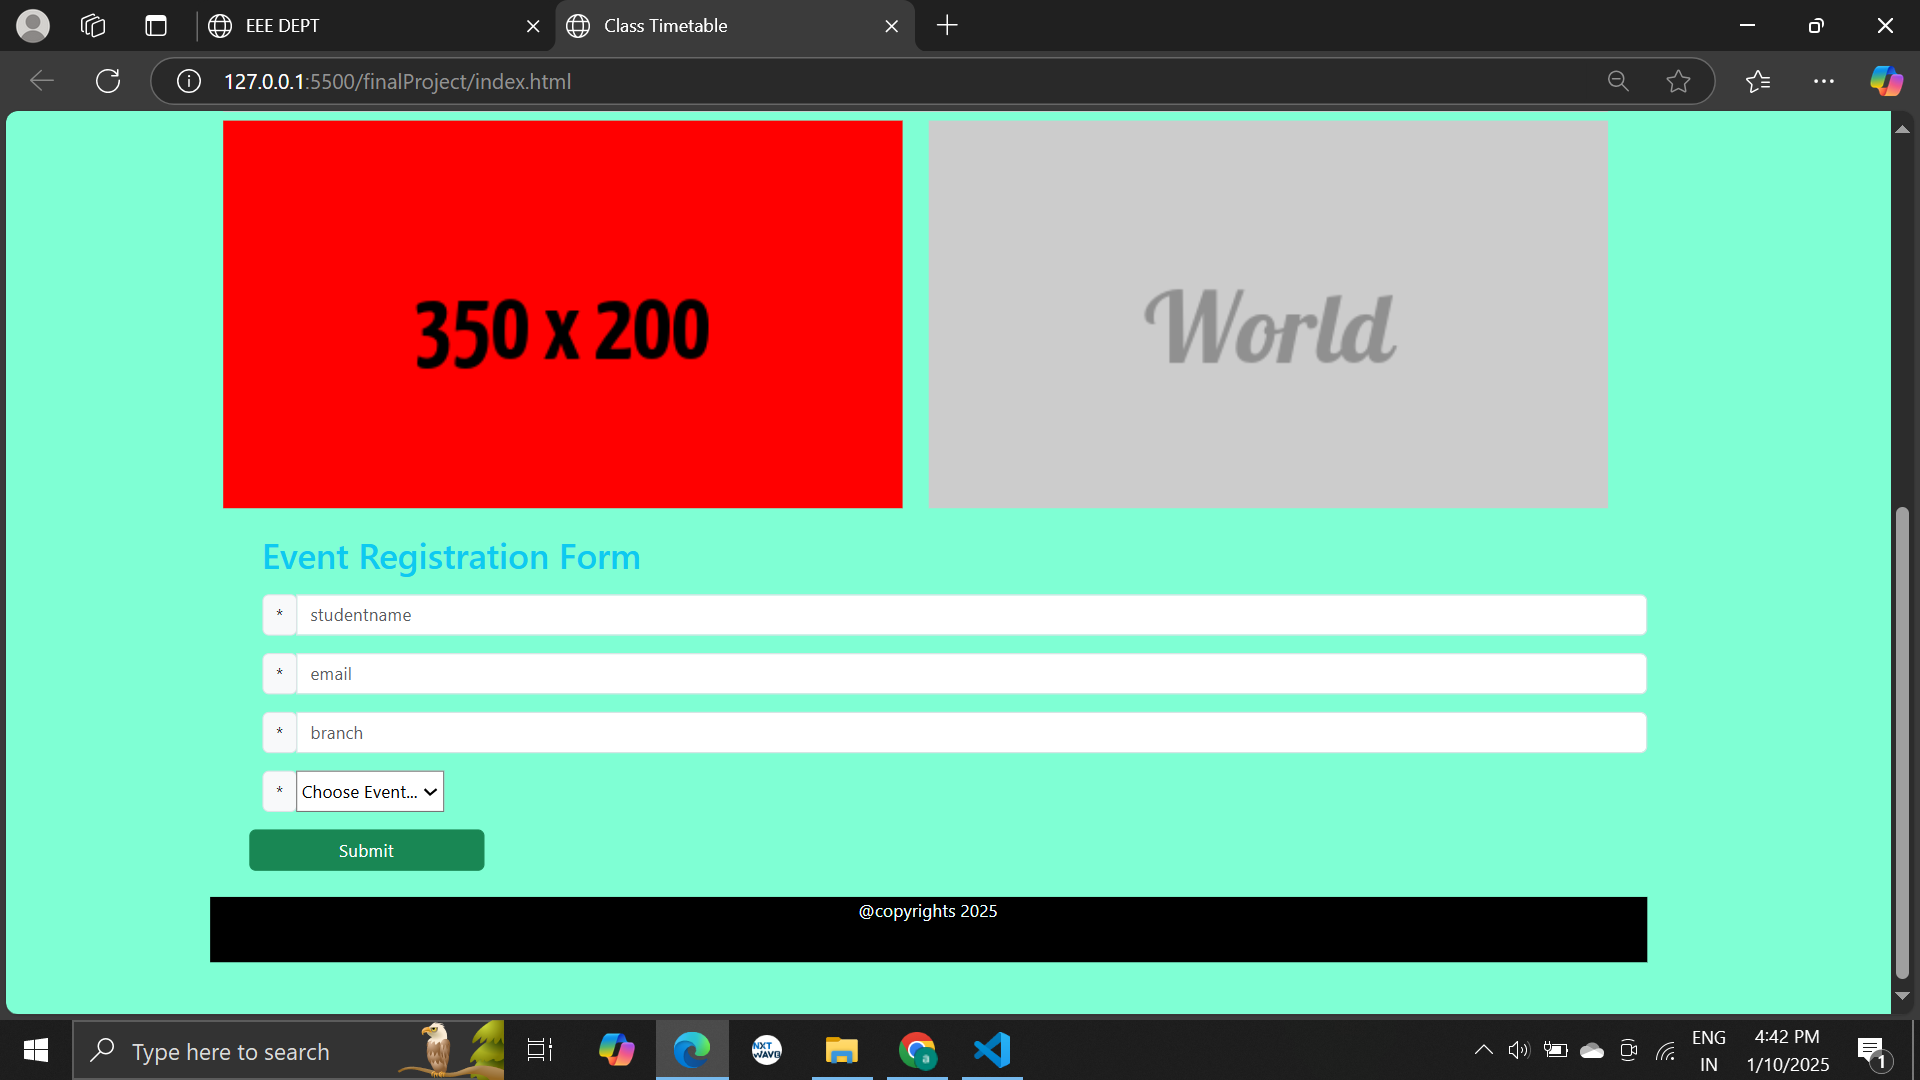 EEE DEPT
Class Timetable
127.0.0.1:5500/finalProject/index.html
350 x 200
World
Event Registration Form
* studentname
* email
* branch
* Choose Event...
Submit
@copyrights 2025
Type here to search
NXT
WAVE
a
ENG
IN
4:42 PM
1/10/2025
1